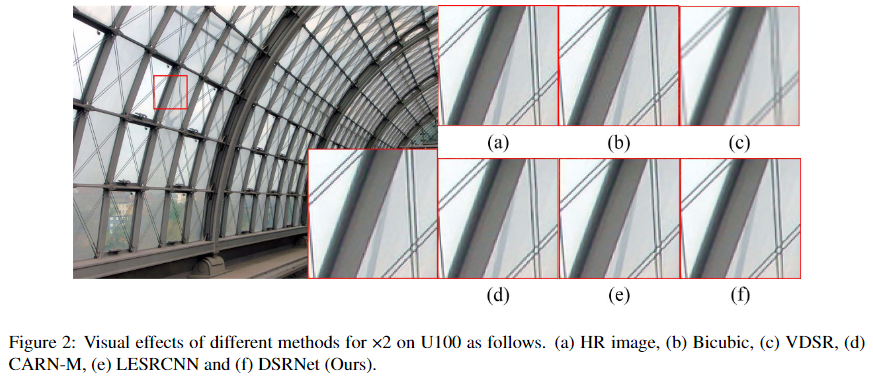 (a) (b) (c)
(d) (e) (f)
Figure 2: Visual effects of different methods for ×2 on U100 as follows. (a) HR image, (b) Bicubic, (c) VDSR, (d)
CARN-M, (e) LESRCNN and (f) DSRNet (Ours).